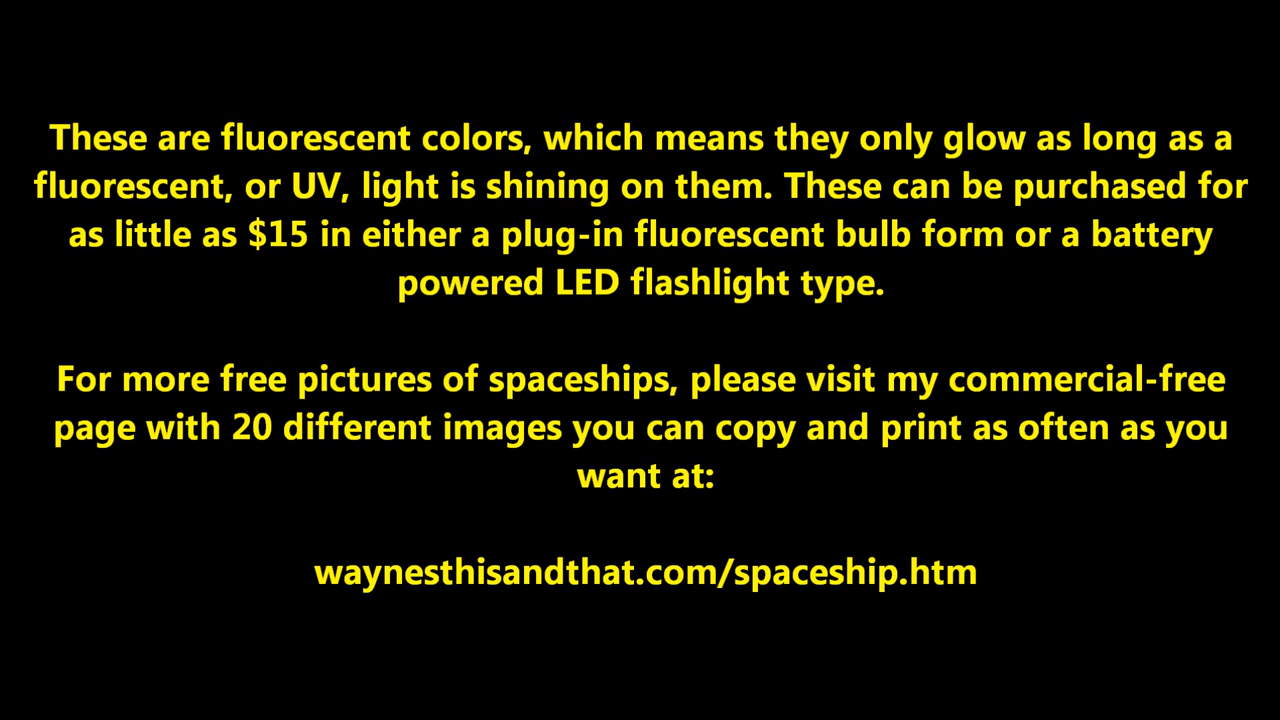 These are fluorescent colors, which means they only glow as long as a
fluorescent, or UV, light is shining on them. These can be purchased for
as little as $15 in either a plug-in fluorescent bulb form or a battery
powered LED flashlight type.
For more free pictures of spaceships, please visit my commercial-free
page with 20 different images you can copy and print as often as you
want at:
waynesthisandthat.com/spaceship.htm